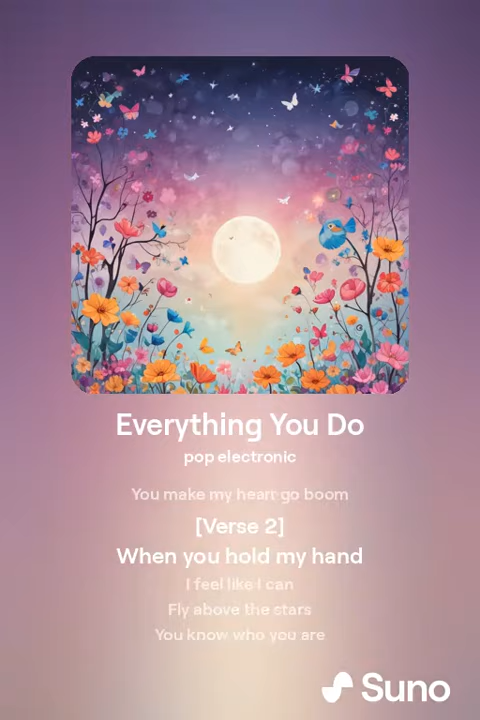 Everything You Do
pop electronic
You make my heart go boom
[Verse 2]
When you hold my hand
I feel like I can
Fly above the stars
You know who you are
Suno